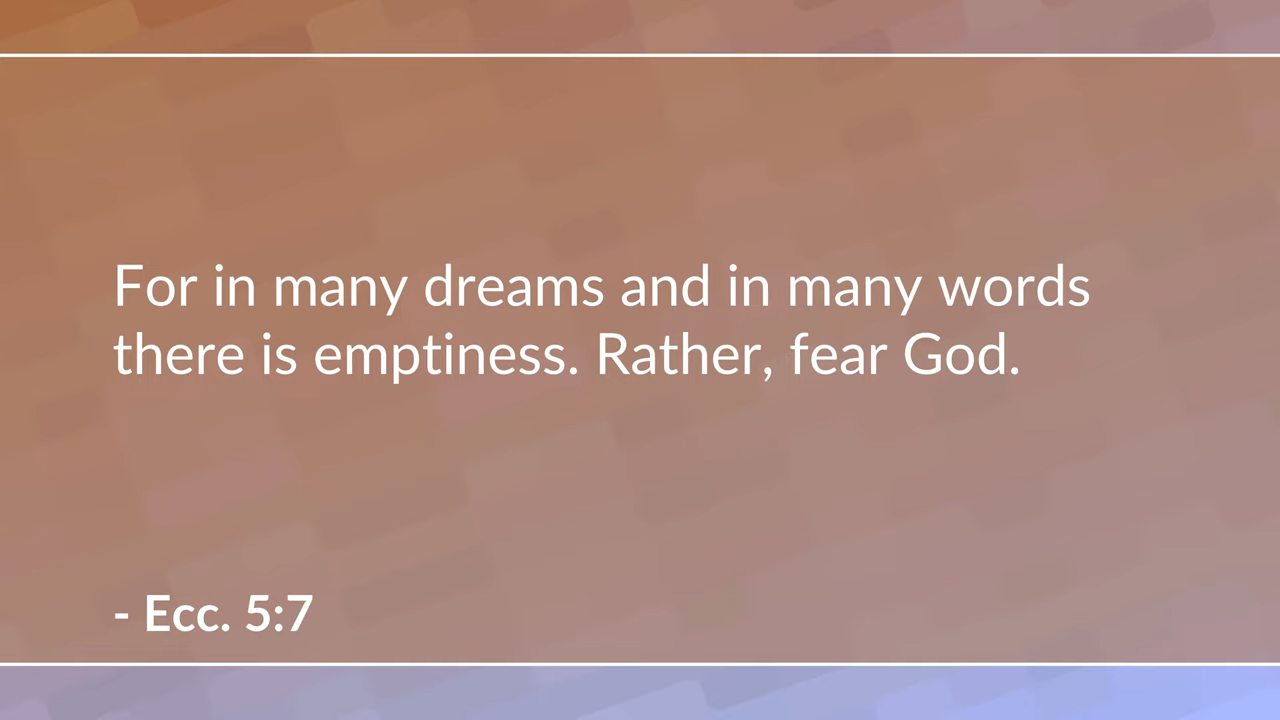 For in many dreams and in many words
there is emptiness. Rather, fear God.
- Ecc. 5:7